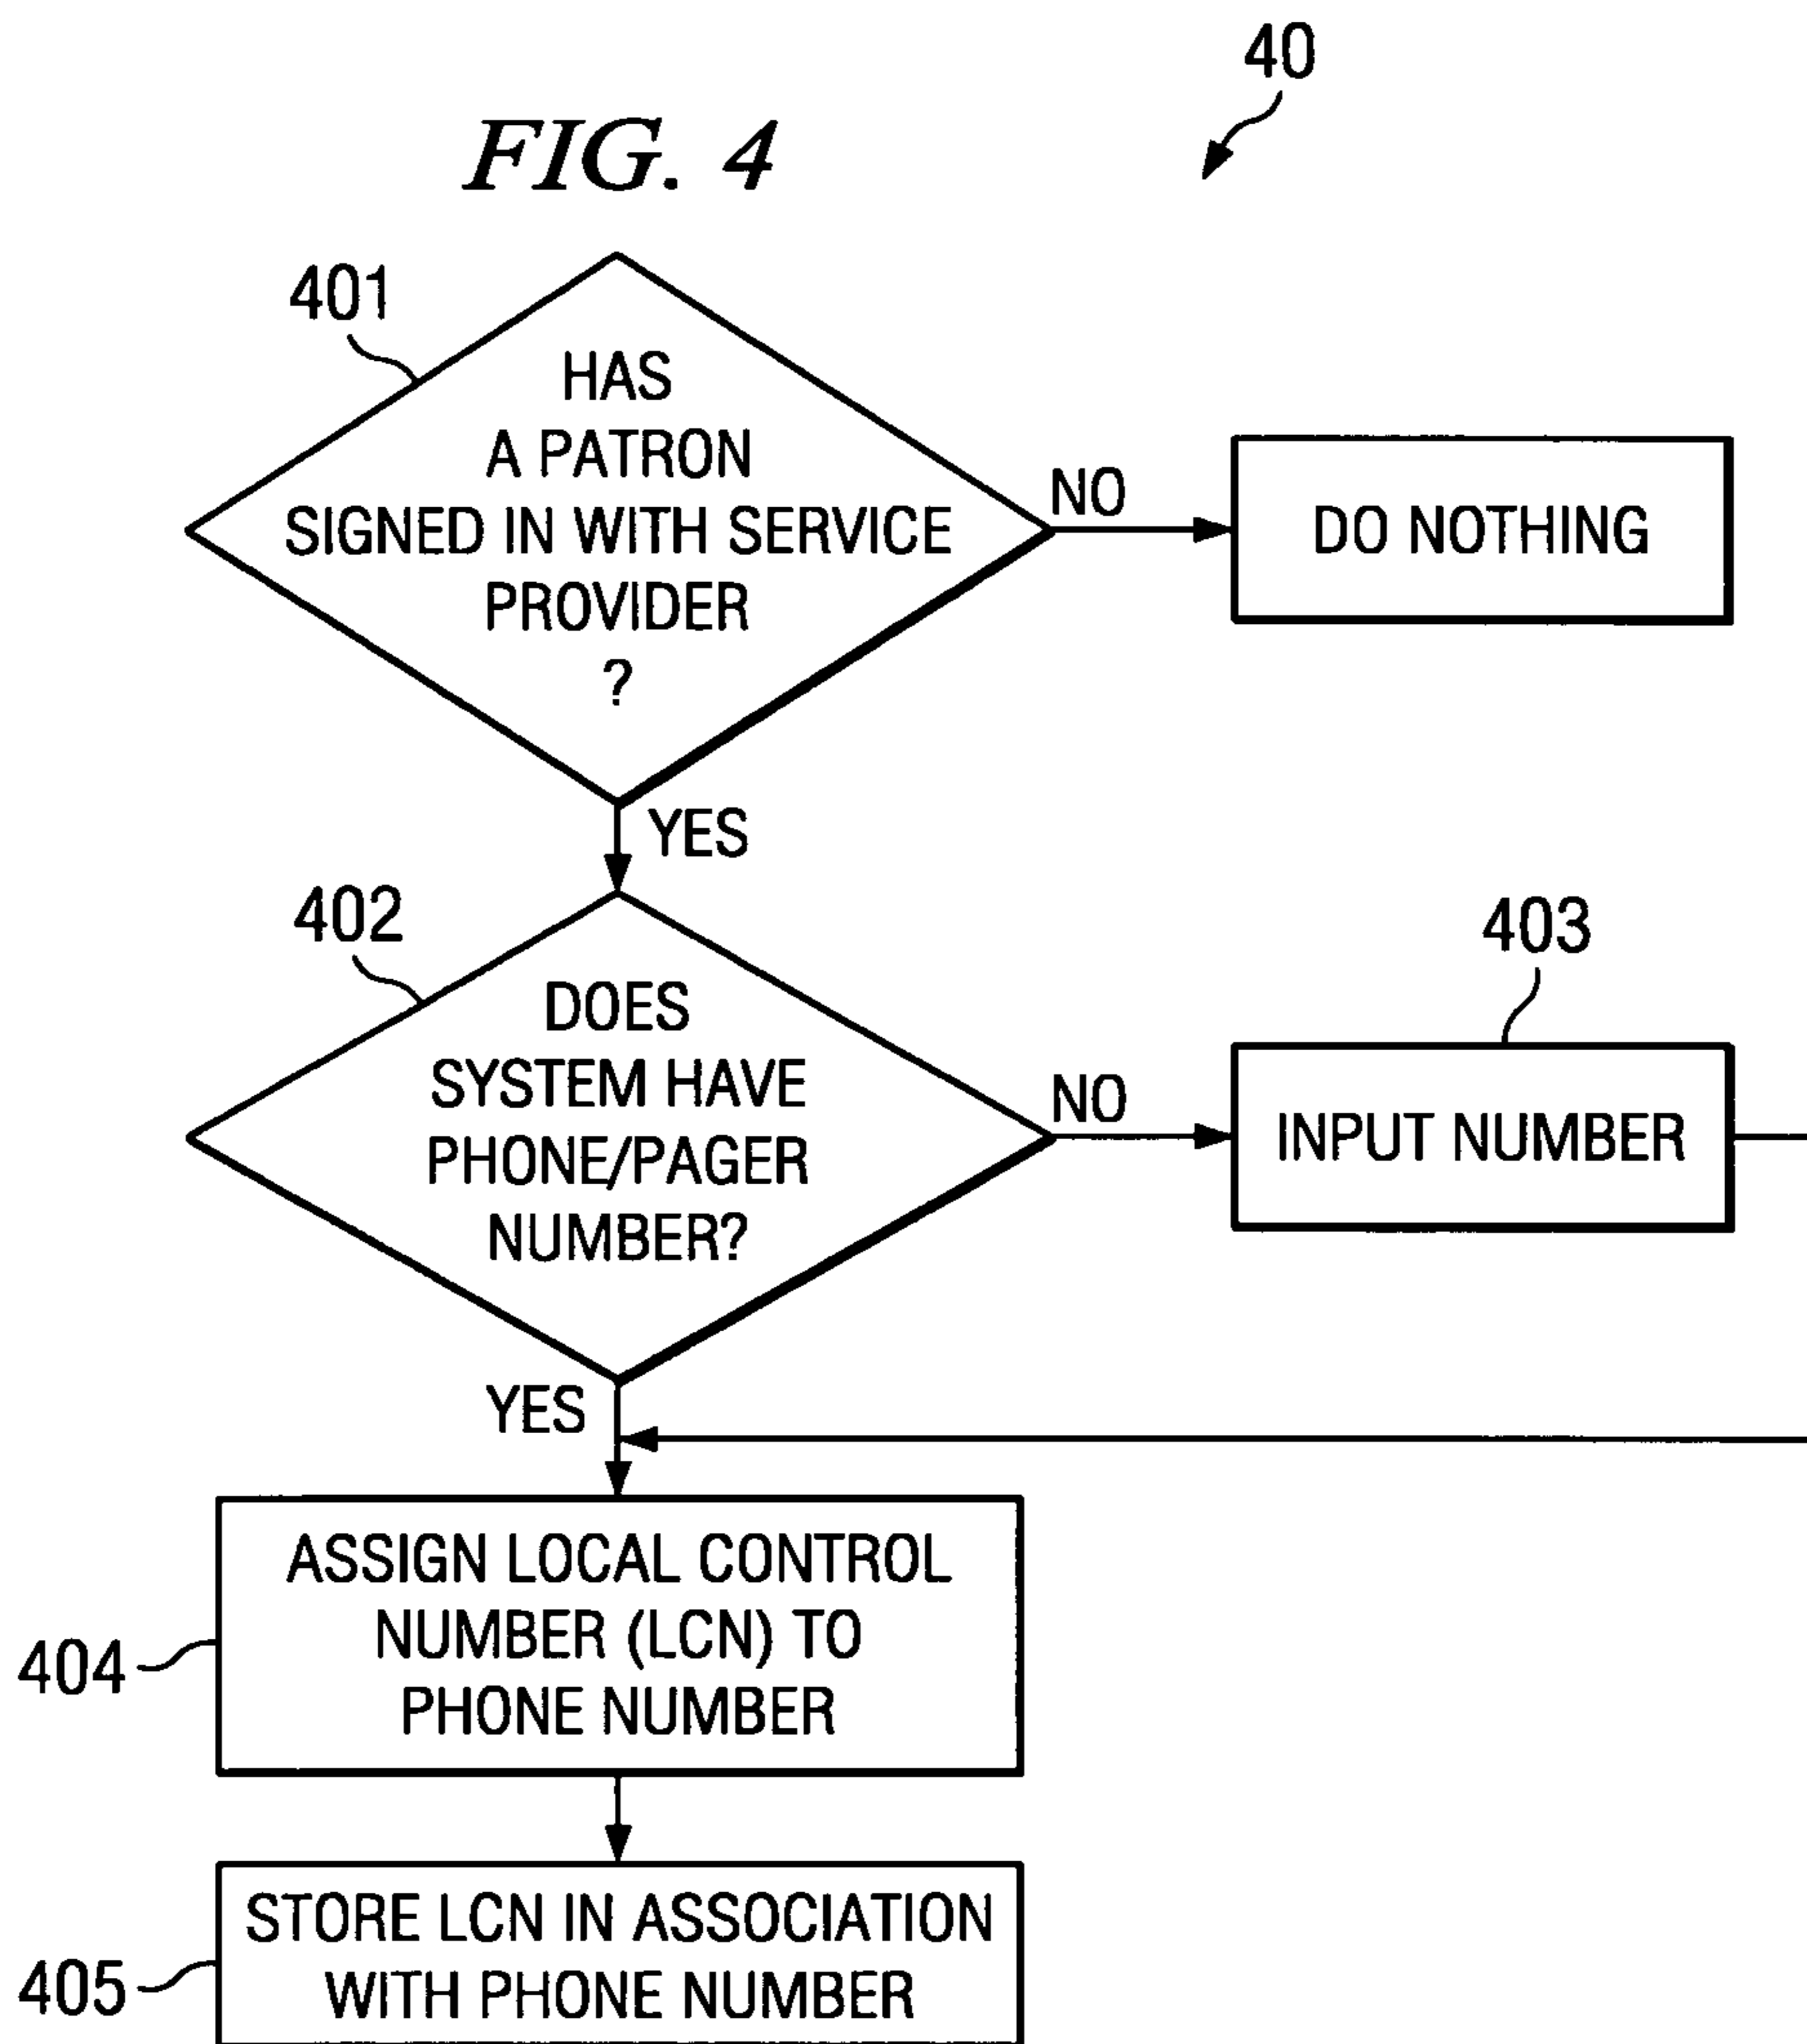 40
FIG. 4
401
HAS
A PATRON
SIGNED IN WITH SERVICE
PROVIDER
?
NO
DO NOTHING
YES
402
DOES
SYSTEM HAVE
PHONE/PAGER
NUMBER?
NO
403
INPUT NUMBER
YES
404
ASSIGN LOCAL CONTROL
NUMBER (LCN) TO
PHONE NUMBER
405
STORE LCN IN ASSOCIATION
WITH PHONE NUMBER